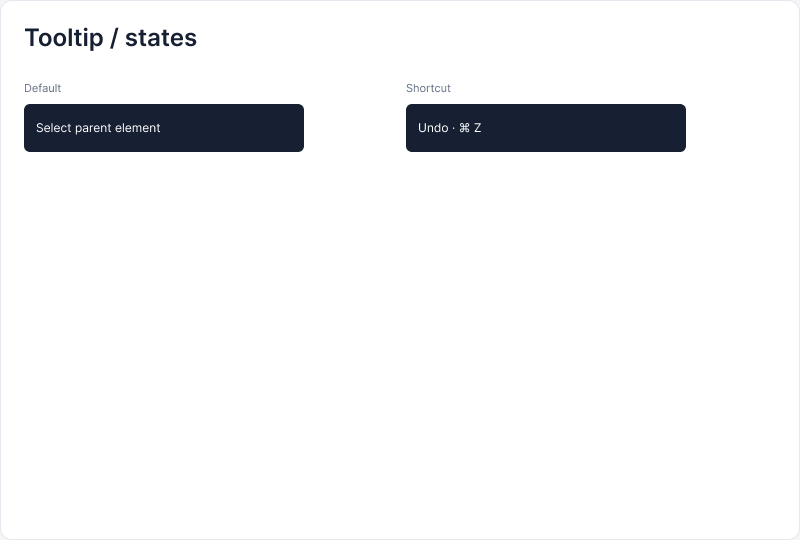 Tooltip / states
Default
Shortcut
Select parent element
Undo · ⌘ Z